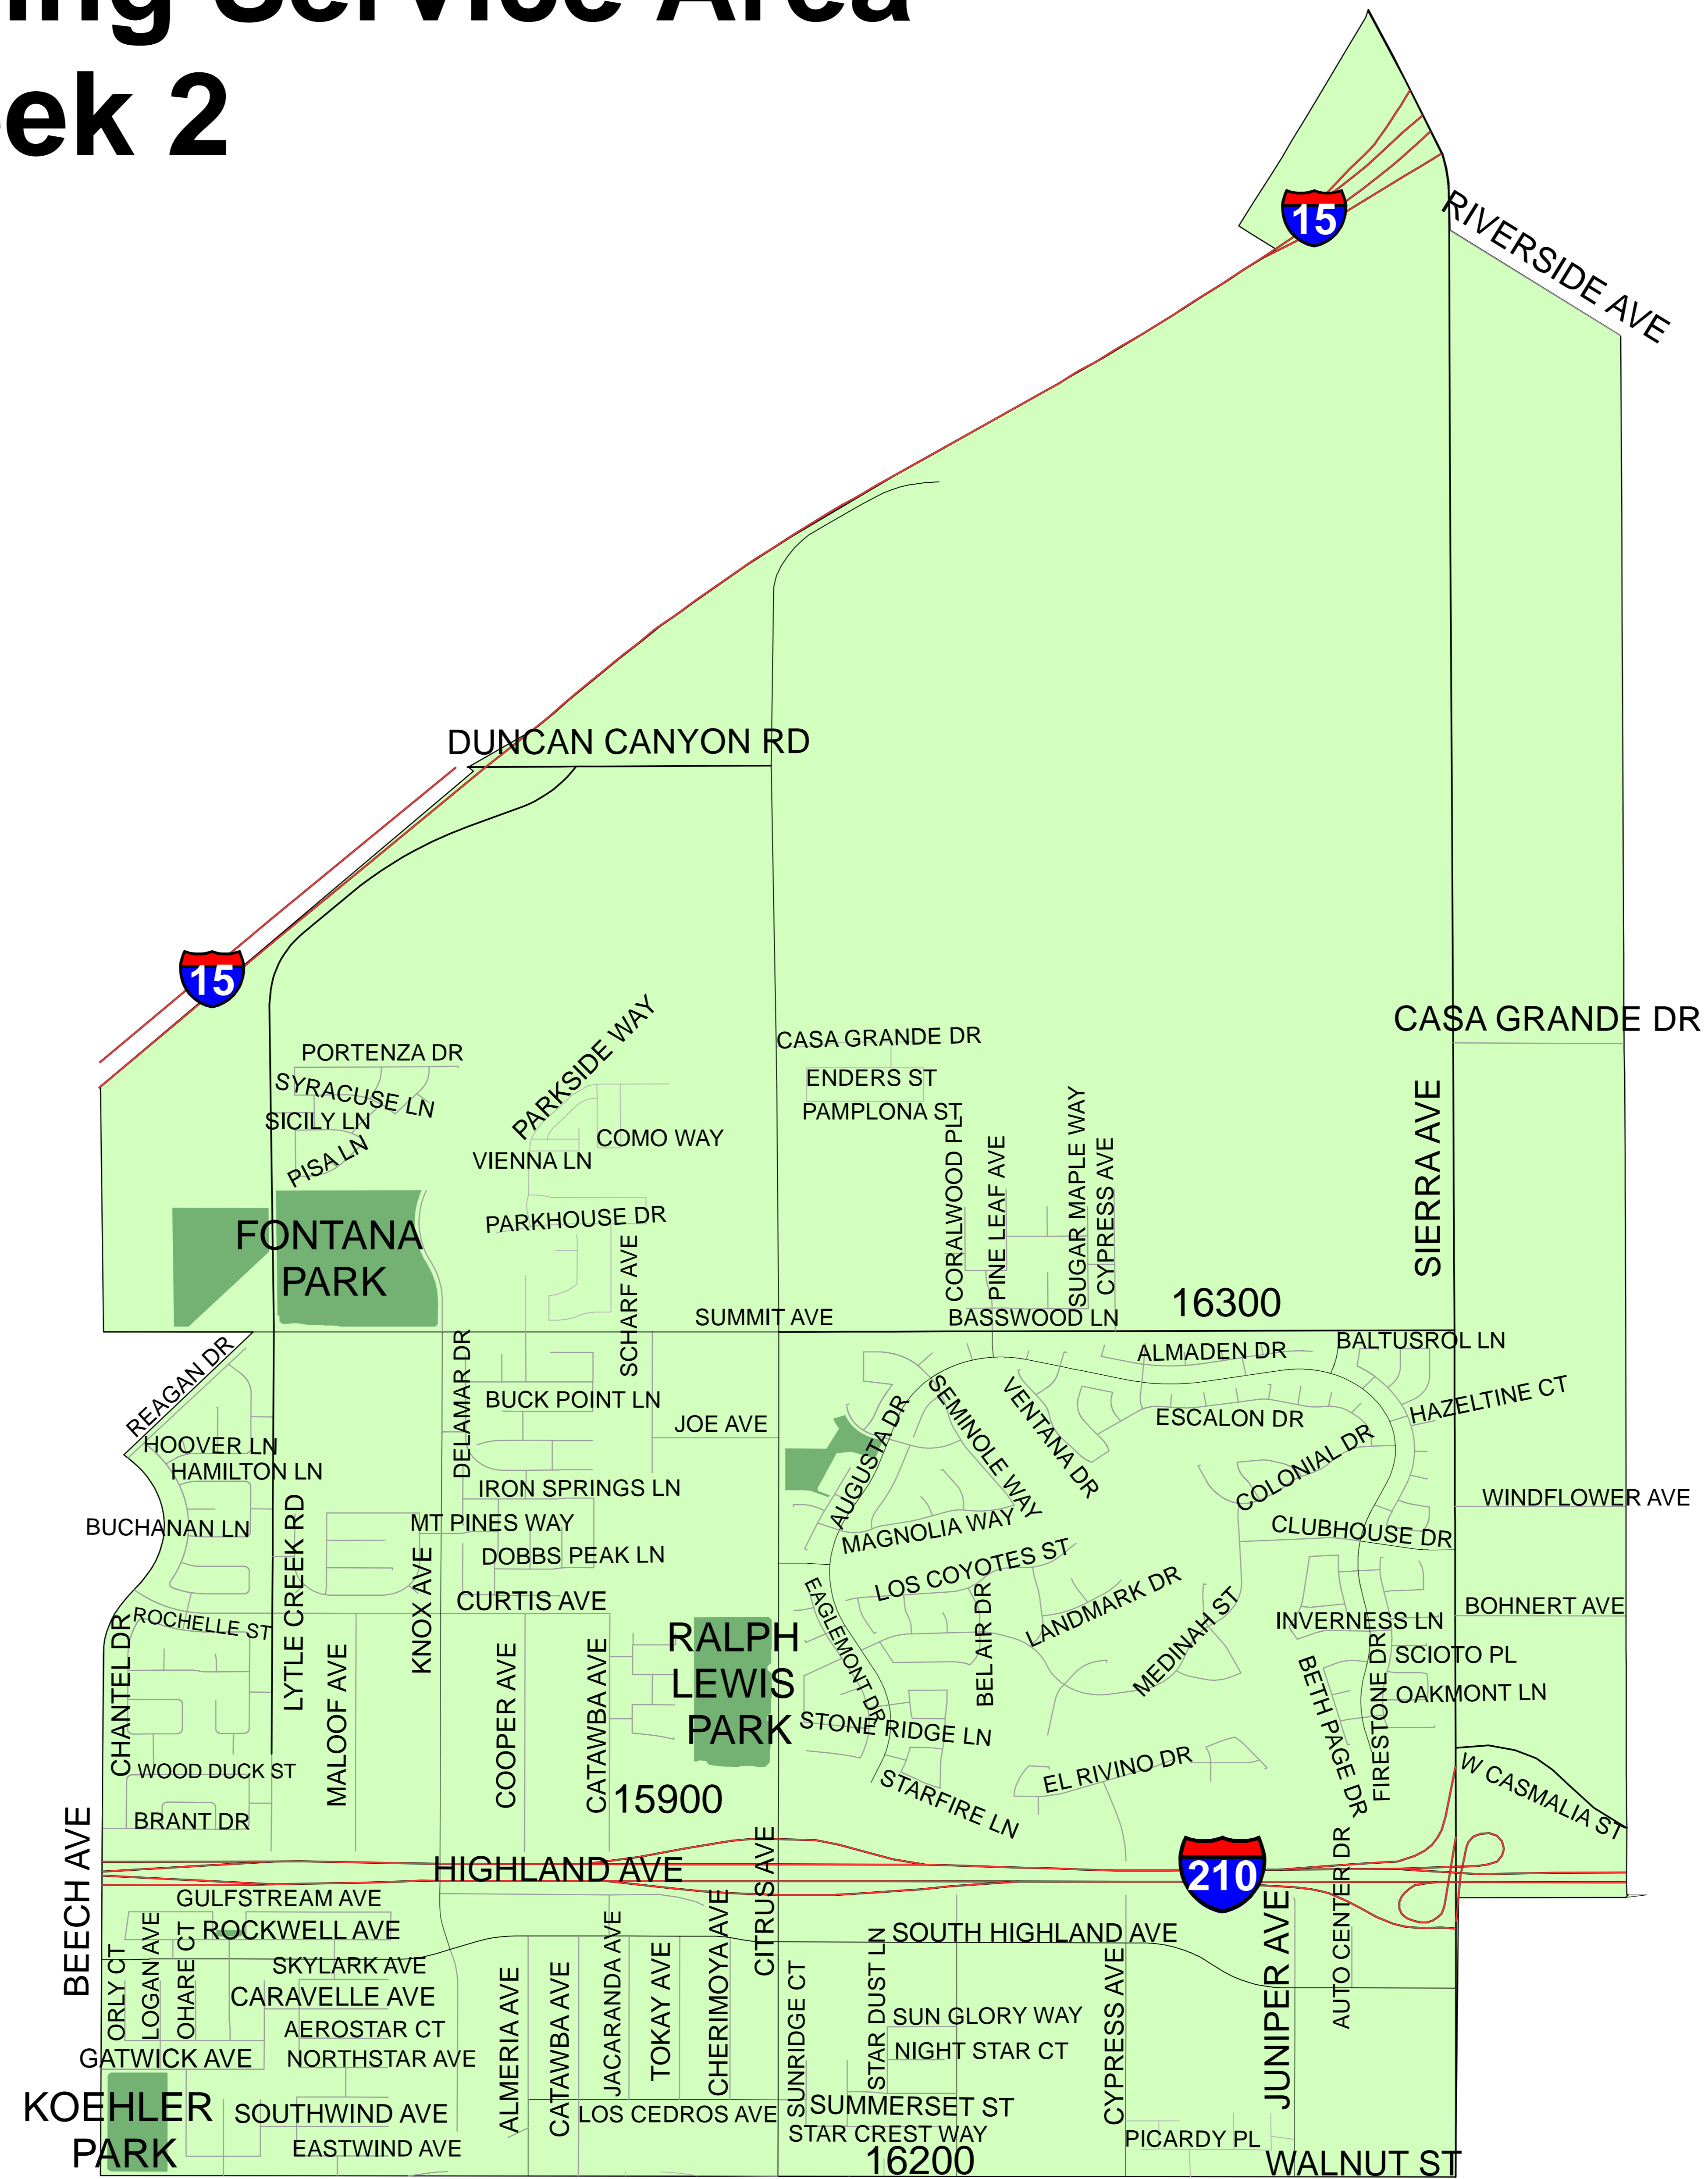 ing Service Area
ek 2
15
RIVERSIDE AVE
DUNCAN CANYON RD
15
CASA GRANDE DR
PORTENZA DR
PARKSIDE WAY
CASA GRANDE DR
SYRACUSE LN
ENDERS ST
SICILY LN
PAMPLONA ST
PISA LN
COMO WAY
VIENNA LN
CORALWOOD PL
PINE LEAF AVE
SUGAR MAPLE WAY
CYPRESS AVE
SIERRA AVE
PARKHOUSE DR
FONTANA
PARK
SCHARF AVE
SUMMIT AVE
BASSWOOD LN
16300
REAGAN DR
DELAMAR DR
ALMADEN DR
BALTUSROL LN
BUCK POINT LN
JOE AVE
AUGUSTA DR
SEMINOLE WAY
VENTANA DR
ESCALON DR
HAZELTINE CT
HOOVER LN
HAMILTON LN
COLONIAL DR
IRON SPRINGS LN
WINDFLOWER AVE
BUCHANAN LN
LYTLE CREEK RD
MT PINES WAY
MAGNOLIA WAY
CLUBHOUSE DR
DOBBS PEAK LN
LOS COYOTES ST
KNOX AVE
CURTIS AVE
EAGLEMONT DR
BEL AIR DR
LANDMARK DR
MEDINAH ST
INVERNESS LN
BOHNERT AVE
CHANTEL DR
ROCHELLE ST
MALOOF AVE
COOPER AVE
CATAWBA AVE
RALPH
LEWIS
PARK
SCIOTO PL
OAKMONT LN
BETH PAGE DR
FIRESTONE DR
STONE RIDGE LN
WOOD DUCK ST
EL RIVINO DR
STARFIRE LN
W CASMALIA ST
15900
BRANT DR
BEECH AVE
HIGHLAND AVE
CITRUS AVE
210
AUTO CENTER DR
GULFSTREAM AVE
ROCKWELL AVE
SOUTH HIGHLAND AVE
JUNIPER AVE
ORLY CT
LOGAN AVE
OHARE CT
SKYLARK AVE
CARAVELLE AVE
AEROSTAR CT
ALMERIA AVE
CATAWBA AVE
JACARANDA AVE
TOKAY AVE
CHERIMOYA AVE
SUNRIDGE CT
STAR DUST LN
SUN GLORY WAY
CYPRESS AVE
GATWICK AVE
NORTHSTAR AVE
NIGHT STAR CT
KOEHLER
PARK
SOUTHWIND AVE
LOS CEDROS AVE
SUMMERSET ST
STAR CREST WAY
EASTWIND AVE
PICARDY PL
16200
WALNUT ST